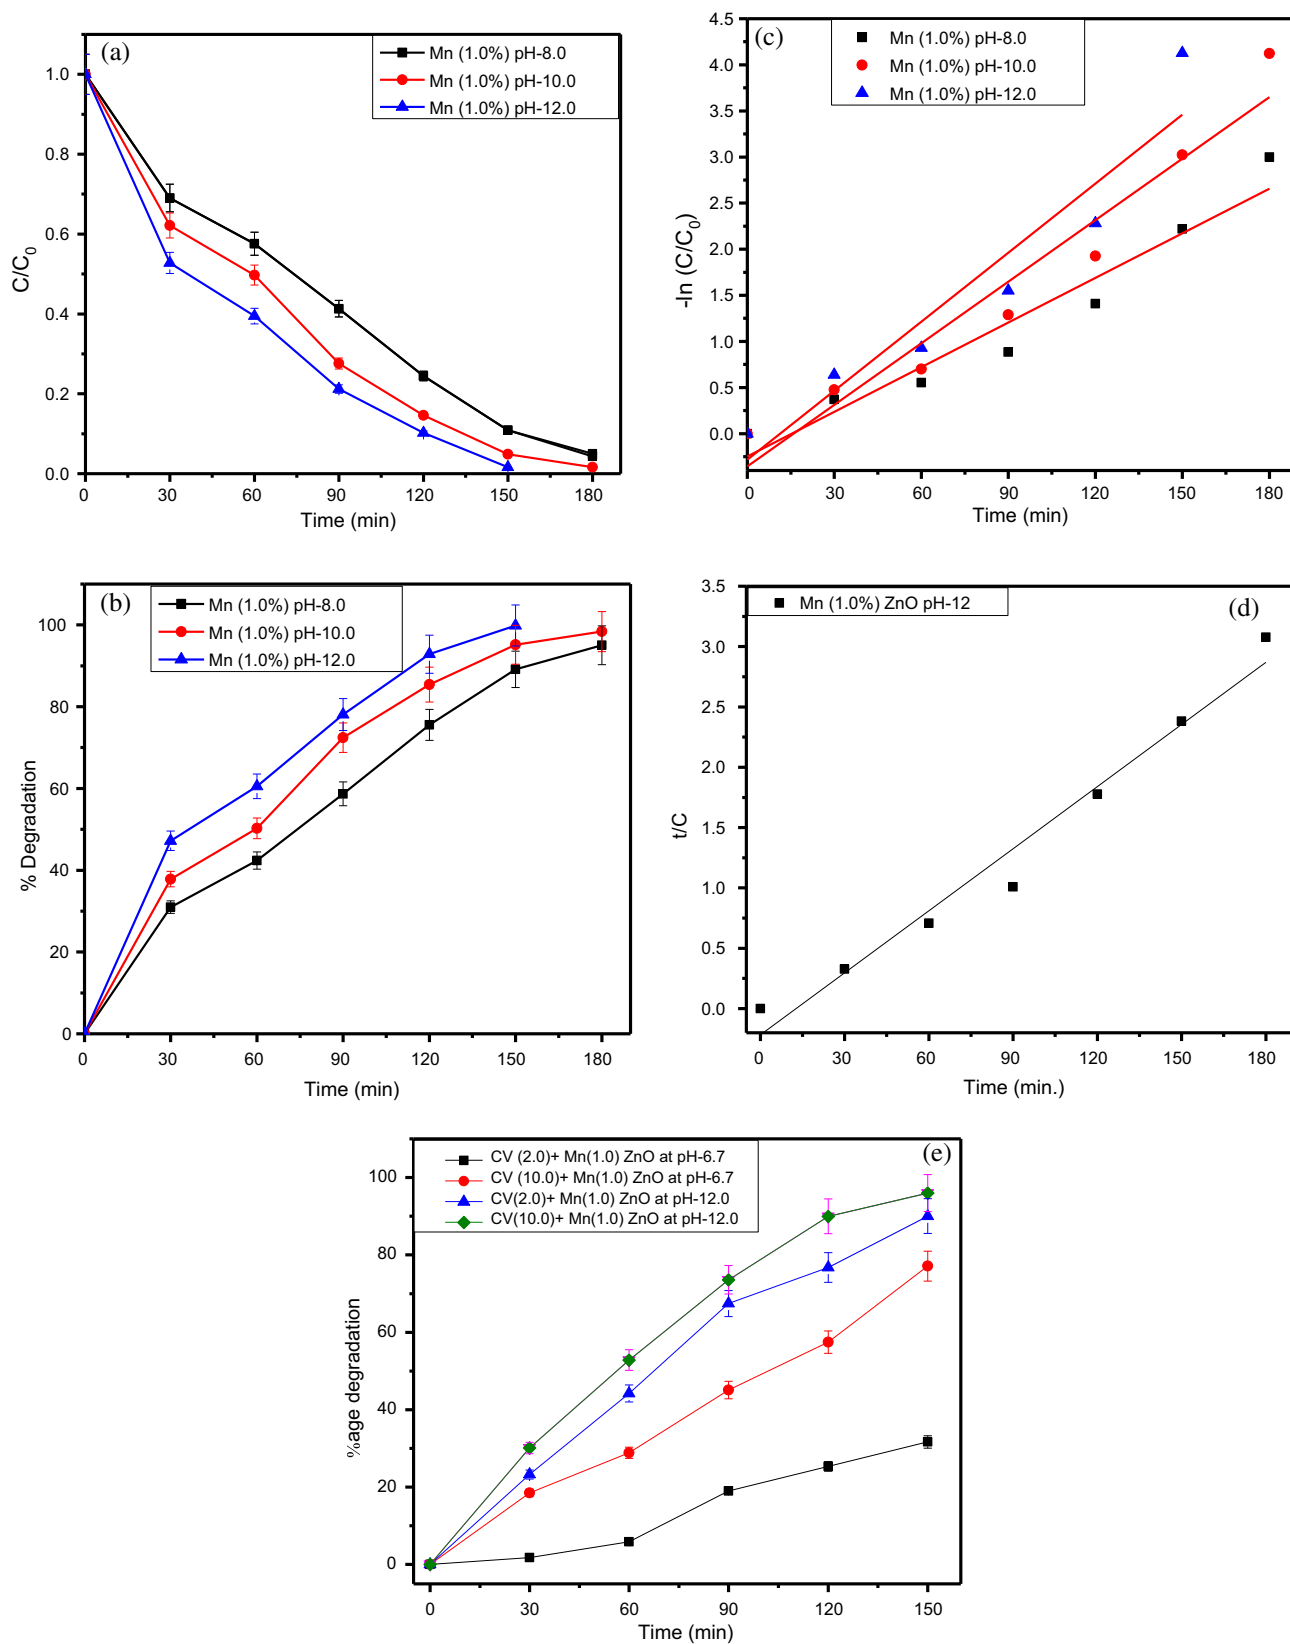 (a)
Mn (1.0%) pH-8.0
Mn (1.0%) pH-10.0
Mn (1.0%) pH-12.0
1.0
0.8
0.6
0.4
0.2
0.0
C/C0
0 30 60 90 120 150 180
Time (min)
(c)
Mn (1.0%) pH-8.0
Mn (1.0%) pH-10.0
Mn (1.0%) pH-12.0
4.5
4.0
3.5
3.0
2.5
2.0
1.5
1.0
0.5
0.0
-ln (C/C0)
0 30 60 90 120 150 180
Time (min)
(b)
Mn (1.0%) pH-8.0
Mn (1.0%) pH-10.0
Mn (1.0%) pH-12.0
100
80
60
40
20
0
% Degradation
0 30 60 90 120 150 180
Time (min)
(d)
Mn (1.0%) ZnO pH-12
3.5
3.0
2.5
2.0
1.5
1.0
0.5
0.0
t/C
0 30 60 90 120 150 180
Time (min.)
(e)
CV (2.0)+ Mn(1.0) ZnO at pH-6.7
CV (10.0)+ Mn(1.0) ZnO at pH-6.7
CV(2.0)+ Mn(1.0) ZnO at pH-12.0
CV(10.0)+ Mn(1.0) ZnO at pH-12.0
100
80
60
40
20
0
%age degradation
0 30 60 90 120 150
Time (min)